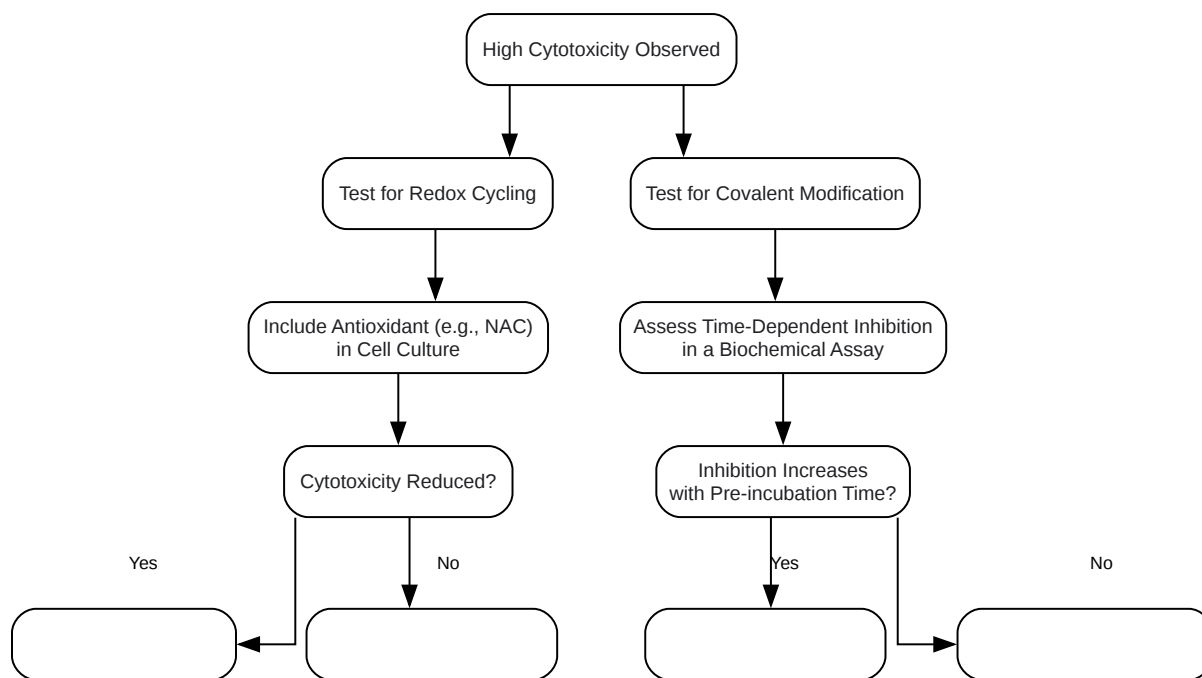 High Cytotoxicity Observed
Test for Redox Cycling
Test for Covalent Modification
Include Antioxidant (e.g., NAC)
in Cell Culture
Assess Time-Dependent Inhibition
in a Biochemical Assay
Cytotoxicity Reduced?
Inhibition Increases
with Pre-incubation Time?
Yes
No
Yes
No